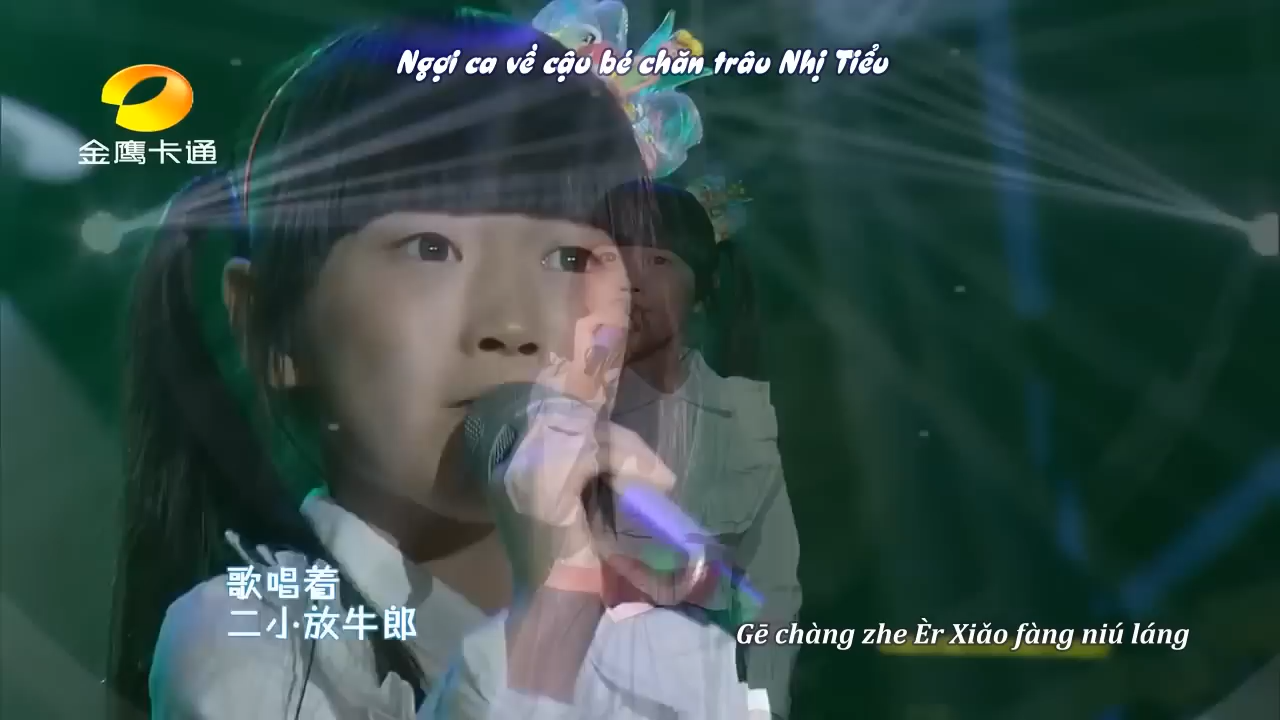 Ngợi ca về cậu bé chăn trâu Nhị Tiểu
金鹰卡通
歌唱着
二小放牛郎
Gē chàng zhe Èr Xiǎo fàng niú láng